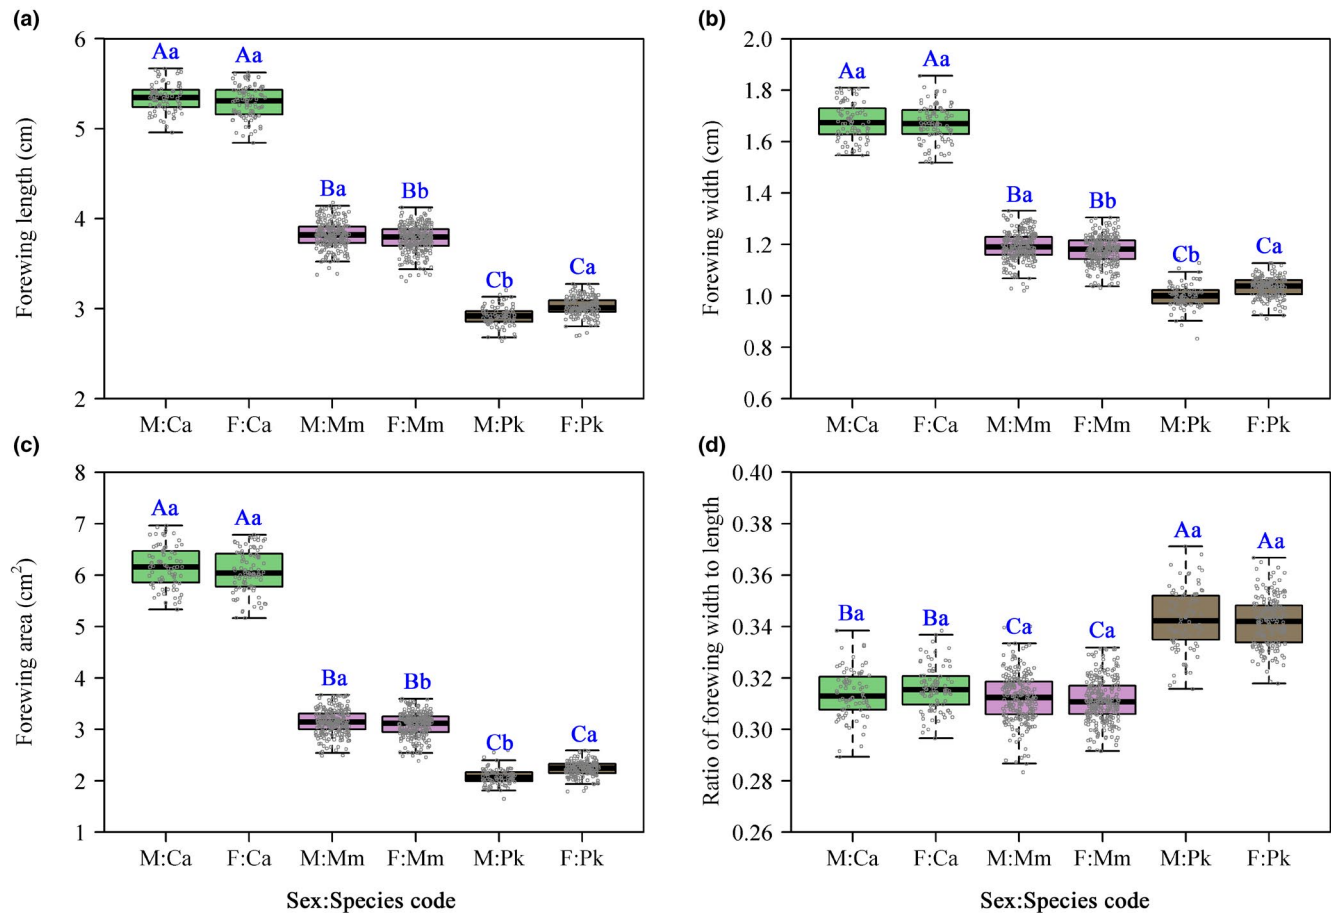 (a)
Forewing length (cm)
6
5
4
3
2
Aa
Aa
Ba
Bb
Cb
Ca
M:Ca
F:Ca
M:Mm
F:Mm
M:Pk
F:Pk
(b)
Forewing width (cm)
2.0
1.8
1.6
1.4
1.2
1.0
0.8
0.6
Aa
Aa
Ba
Bb
Cb
Ca
M:Ca
F:Ca
M:Mm
F:Mm
M:Pk
F:Pk
(c)
Forewing area (cm²)
8
7
6
5
4
3
2
1
Aa
Aa
Ba
Bb
Cb
Ca
M:Ca
F:Ca
M:Mm
F:Mm
M:Pk
F:Pk
Sex:Species code
(d)
Ratio of forewing width to length
0.40
0.38
0.36
0.34
0.32
0.30
0.28
0.26
Ba
Ba
Ca
Ca
Aa
Aa
M:Ca
F:Ca
M:Mm
F:Mm
M:Pk
F:Pk
Sex:Species code